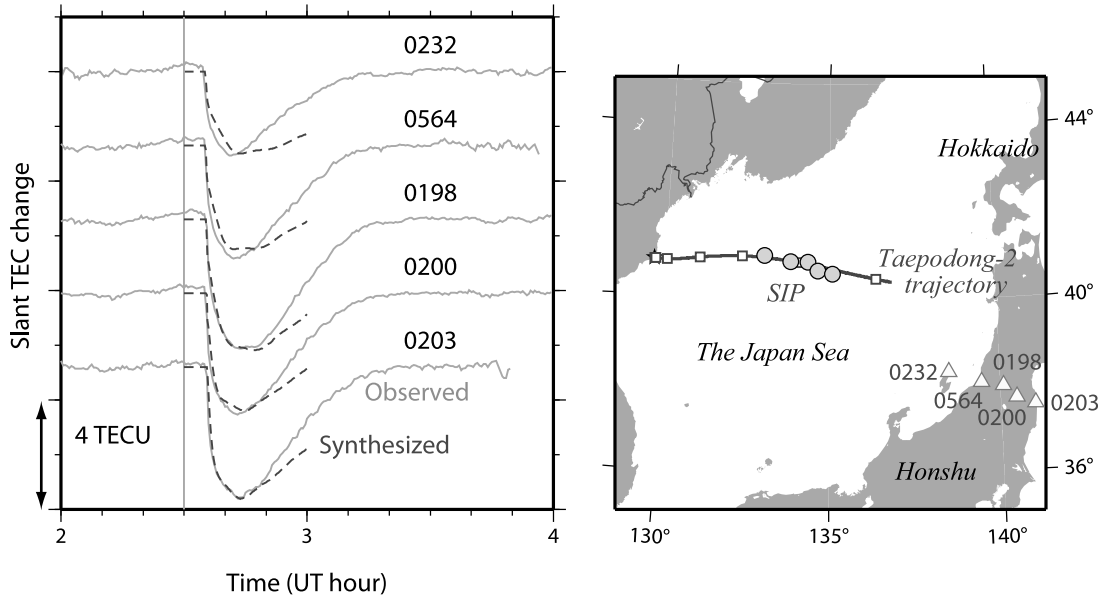 0232
0564
0198
0200
0203
Observed
Synthesized
4 TECU
Slant TEC change
2
3
4
Time (UT hour)
44°
Hokkaido
Taepodong-2
trajectory
40°
SIP
The Japan Sea
0198
0232
0564
0203
0200
36°
Honshu
130°
135°
140°